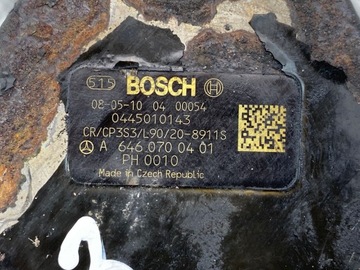 515 BOSCH
08-05-10 04 00054
0445010143
CR/CP3S3/L90/20-8911S
A 646 070 04 01
PH 0010
Made in Czech Republic